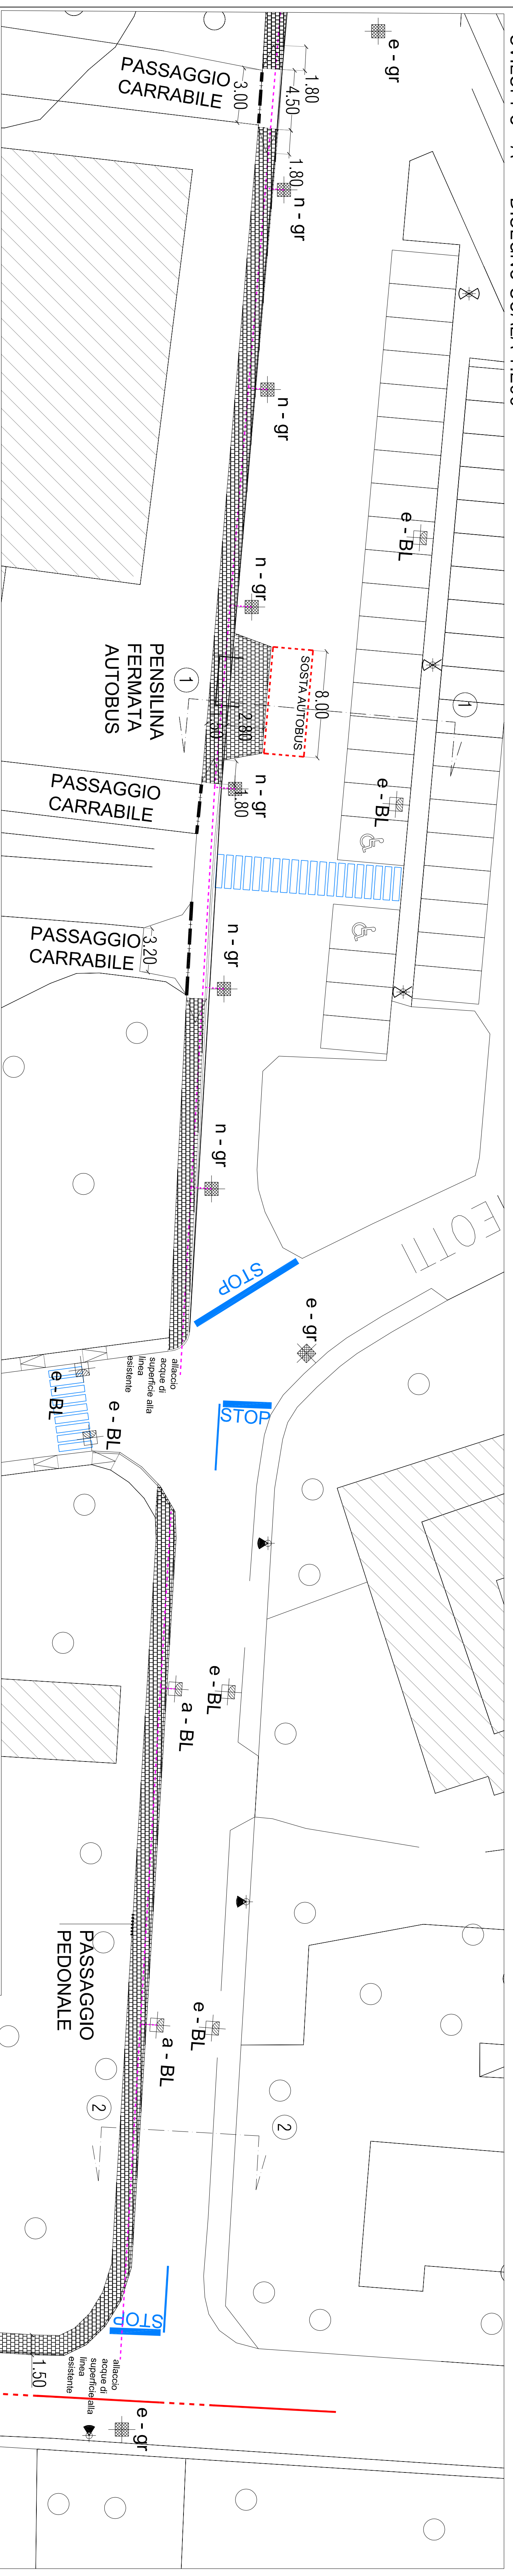 e - gr
PASSAGGIO
CARRABILE
3.00
4.50
1.80
1.80
n - gr
n - gr
e - BL
n - gr
PENSILINA
FERMATA
AUTOBUS
SOSTA AUTOBUS
8.00
2.80
1
1
1.80
n - gr
e - BL
PASSAGGIO
CARRABILE
PASSAGGIO
CARRABILE
3.20
n - gr
n - gr
EOTTI
STOP
e - gr
allaccio
acque di
superficie alla
linea
esistente
STOP
e - BL
e - BL
e - BL
a - BL
PASSAGGIO
PEDONALE
e - BL
a - BL
2
2
STOP
allaccio
acque di
superficie alla
linea
esistente
1.50
e - gr